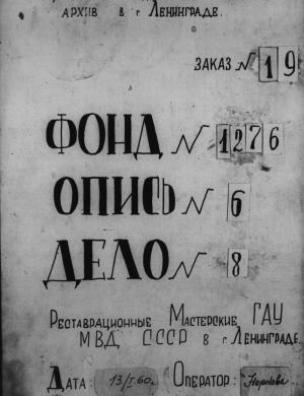 АРХИВ в г ЛЕНИНГРАДЕ.
ЗАКАЗ № 19
ФОНД № 1276
ОПИСЬ № 6
ДЕЛО № 8
РЕСТАВРАЦИОННЫЕ МАСТЕРСКИЕ ГАУ
МВД СССР в г. ЛЕНИНГРАДЕ.
ДАТА: 13/I 60. ОПЕРАТОР: